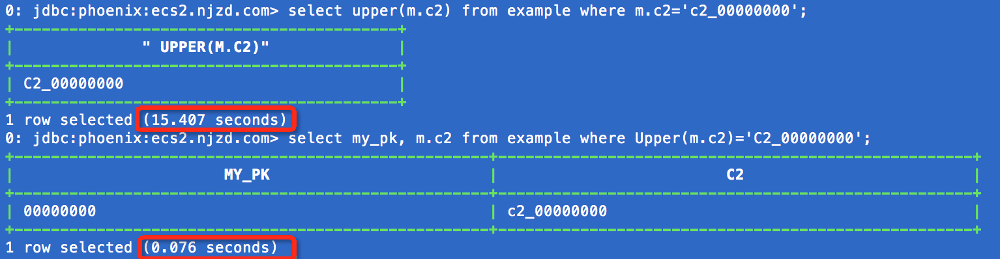 0: jdbc:phoenix:ecs2.njzd.com> select upper(m.c2) from example where m.c2='c2_00000000';
+------------------------------------------+
| " UPPER(M.C2)" |
+------------------------------------------+
| C2_00000000 |
+------------------------------------------+
1 row selected (15.407 seconds)
0: jdbc:phoenix:ecs2.njzd.com> select my_pk, m.c2 from example where Upper(m.c2)='C2_00000000';
+----------------------------------------------------+----------------------------------------------------+
| MY_PK | C2 |
+----------------------------------------------------+----------------------------------------------------+
| 00000000 | c2_00000000 |
+----------------------------------------------------+----------------------------------------------------+
1 row selected (0.076 seconds)